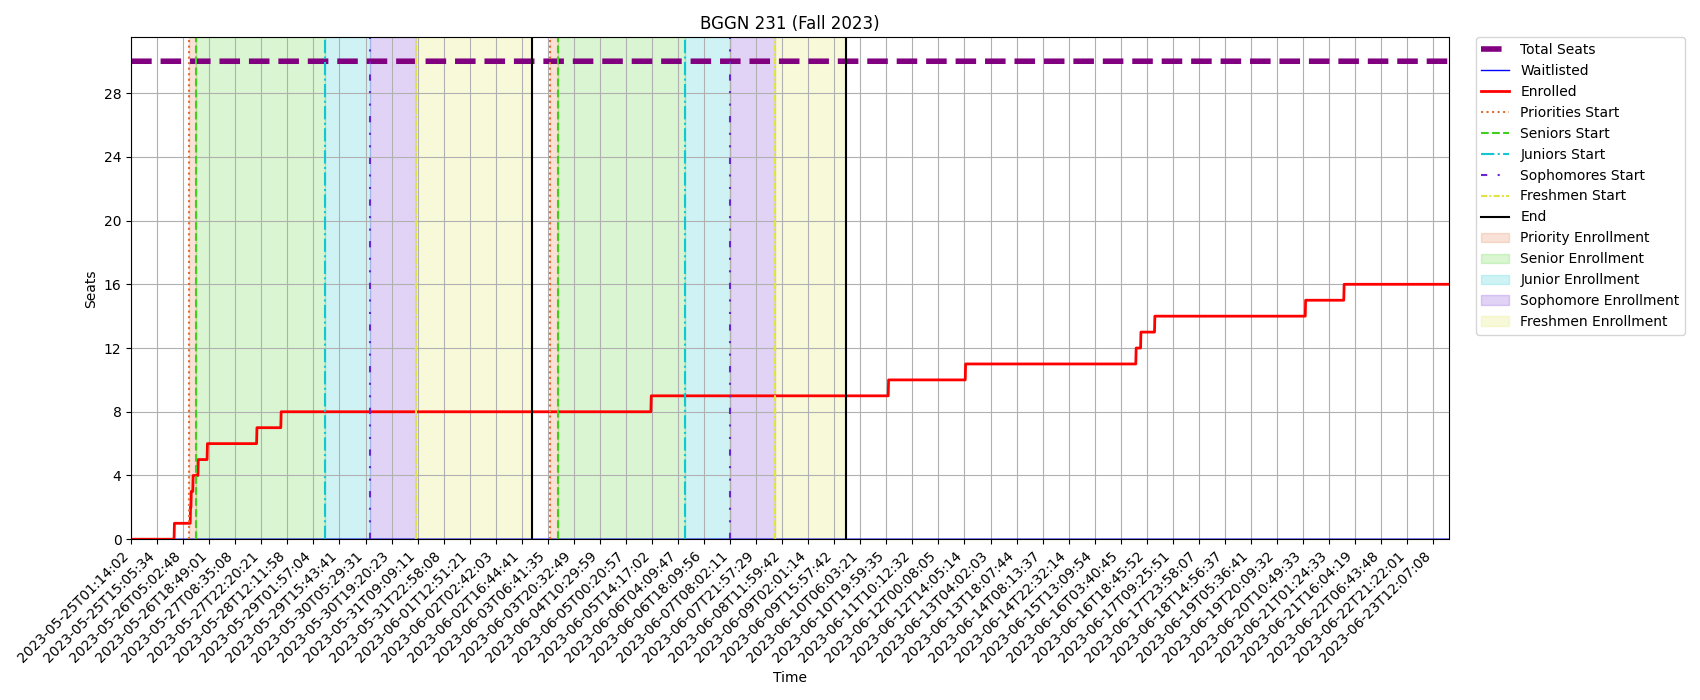 BGGN 231 (Fall 2023)
Total Seats
Waitlisted
Enrolled
Priorities Start
Seniors Start
Juniors Start
Sophomores Start
Freshmen Start
End
Priority Enrollment
Senior Enrollment
Junior Enrollment
Sophomore Enrollment
Freshmen Enrollment
Seats
28
24
20
16
12
8
4
0
2023-05-25T01:14:02
2023-05-25T15:05:34
2023-05-26T05:02:48
2023-05-26T18:49:01
2023-05-27T08:35:08
2023-05-27T22:20:21
2023-05-28T12:11:58
2023-05-29T01:57:04
2023-05-29T15:43:41
2023-05-30T05:29:31
2023-05-30T19:20:23
2023-05-31T09:09:11
2023-05-31T22:58:08
2023-06-01T12:51:21
2023-06-02T02:42:03
2023-06-02T16:44:41
2023-06-03T06:41:35
2023-06-03T20:32:49
2023-06-04T10:29:59
2023-06-05T00:20:57
2023-06-05T14:17:02
2023-06-06T04:09:47
2023-06-06T18:09:56
2023-06-07T08:02:11
2023-06-07T21:57:29
2023-06-08T11:59:42
2023-06-09T02:01:14
2023-06-09T15:57:42
2023-06-10T06:03:21
2023-06-10T19:59:35
2023-06-11T10:12:32
2023-06-12T00:08:05
2023-06-12T14:05:14
2023-06-13T04:02:03
2023-06-13T18:07:44
2023-06-14T08:13:37
2023-06-14T22:32:14
2023-06-15T13:09:54
2023-06-16T03:40:45
2023-06-16T18:45:52
2023-06-17T09:25:51
2023-06-17T23:58:07
2023-06-18T14:56:37
2023-06-19T05:36:41
2023-06-19T20:09:32
2023-06-20T10:49:33
2023-06-21T01:24:33
2023-06-21T16:04:19
2023-06-22T06:43:48
2023-06-22T21:22:01
2023-06-23T12:07:08
Time